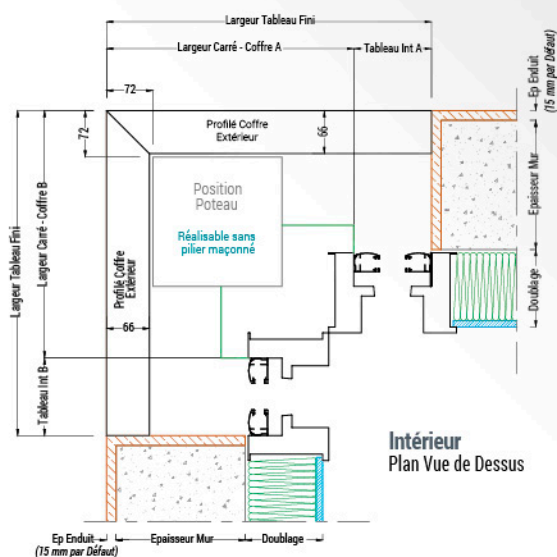 Largeur Tableau Fini
Largeur Carré - Coffre A
Tableau Int A
72
72
Profilé Coffre
Extérieur
66
Ep Enduit
(15 mm par Défaut)
Epaisseur Mur
Doublage
Position
Poteau
Réalisable sans
pilier maçonné
Largeur Tableau Fini
Largeur Carré - Coffre B
Tableau Int B
Profilé Coffre
Extérieur
66
Intérieur
Plan Vue de Dessus
Ep Enduit
(15 mm par Défaut)
Epaisseur Mur
Doublage